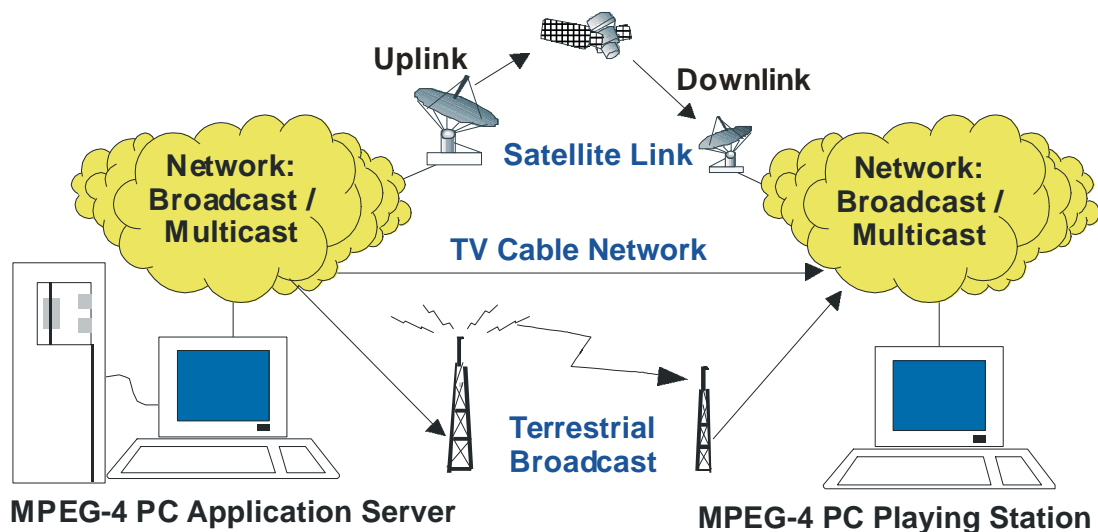 Uplink
Downlink
Satellite Link
Network:
Broadcast /
Multicast
Network:
Broadcast /
Multicast
TV Cable Network
Terrestrial
Broadcast
MPEG-4 PC Application Server
MPEG-4 PC Playing Station